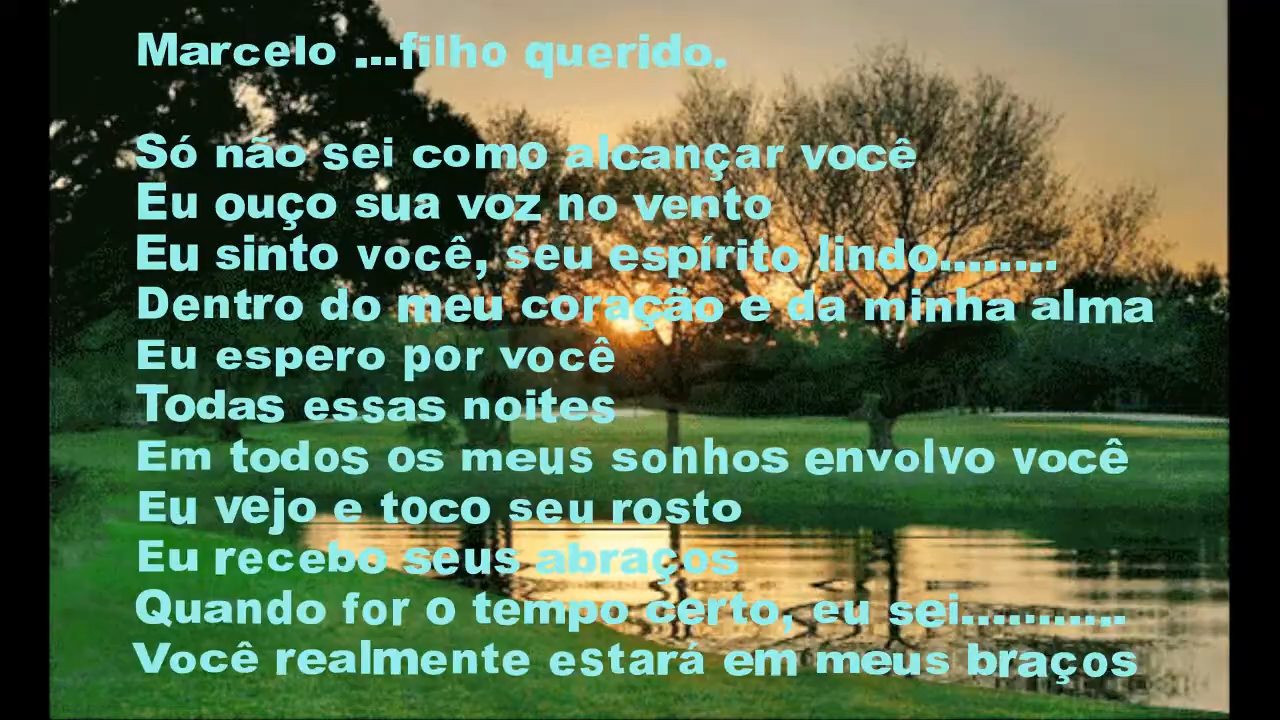 Marcelo ...filho querido.
Só não sei como alcançar você
Eu ouço sua voz no vento
Eu sinto você, seu espírito lindo........
Dentro do meu coração e da minha alma
Eu espero por você
Todas essas noites
Em todos os meus sonhos envolvo você
Eu vejo e toco seu rosto
Eu recebo seus abraços
Quando for o tempo certo, eu sei...........
Você realmente estará em meus braços